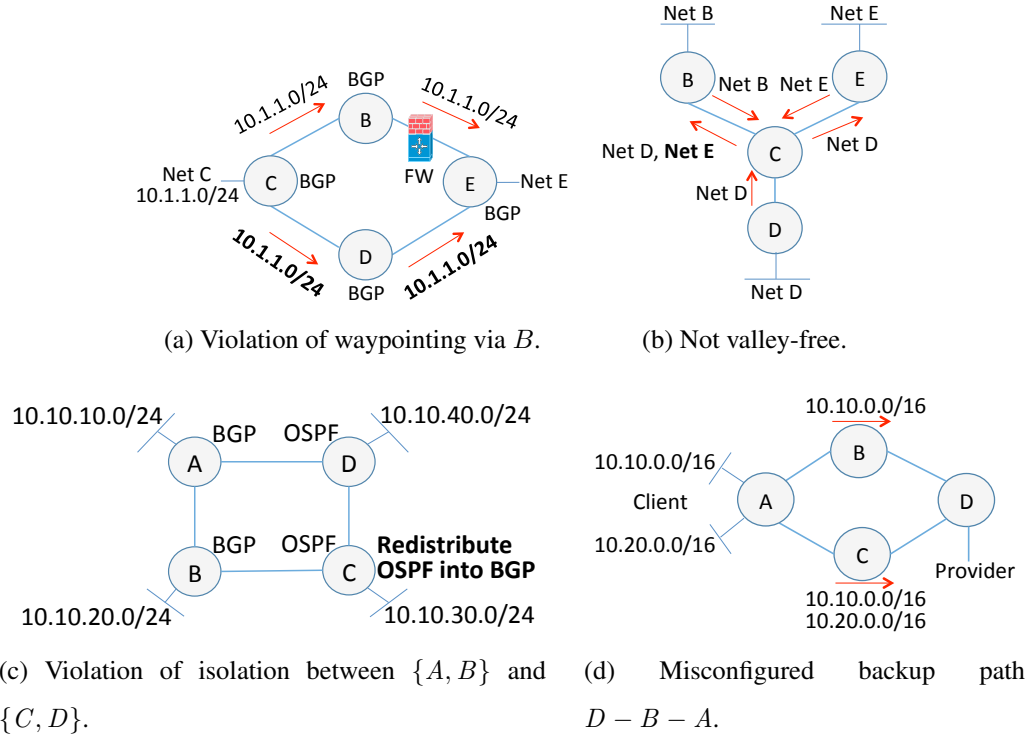 BGP
10.1.1.0/24
10.1.1.0/24
B
Net C
10.1.1.0/24
C
BGP
FW
E
Net E
BGP
10.1.1.0/24
D
BGP
10.1.1.0/24
(a) Violation of waypointing via B.
Net B
Net E
B
Net B
Net E
E
Net D, Net E
C
Net D
Net D
D
Net D
(b) Not valley-free.
10.10.10.0/24
BGP
OSPF
10.10.40.0/24
A
D
BGP
OSPF
Redistribute
OSPF into BGP
B
C
10.10.20.0/24
10.10.30.0/24
(c) Violation of isolation between {A, B} and
{C, D}.
10.10.0.0/16
B
10.10.0.0/16
Client
A
D
10.20.0.0/16
C
Provider
10.10.0.0/16
10.20.0.0/16
(d) Misconfigured backup path
D − B − A.